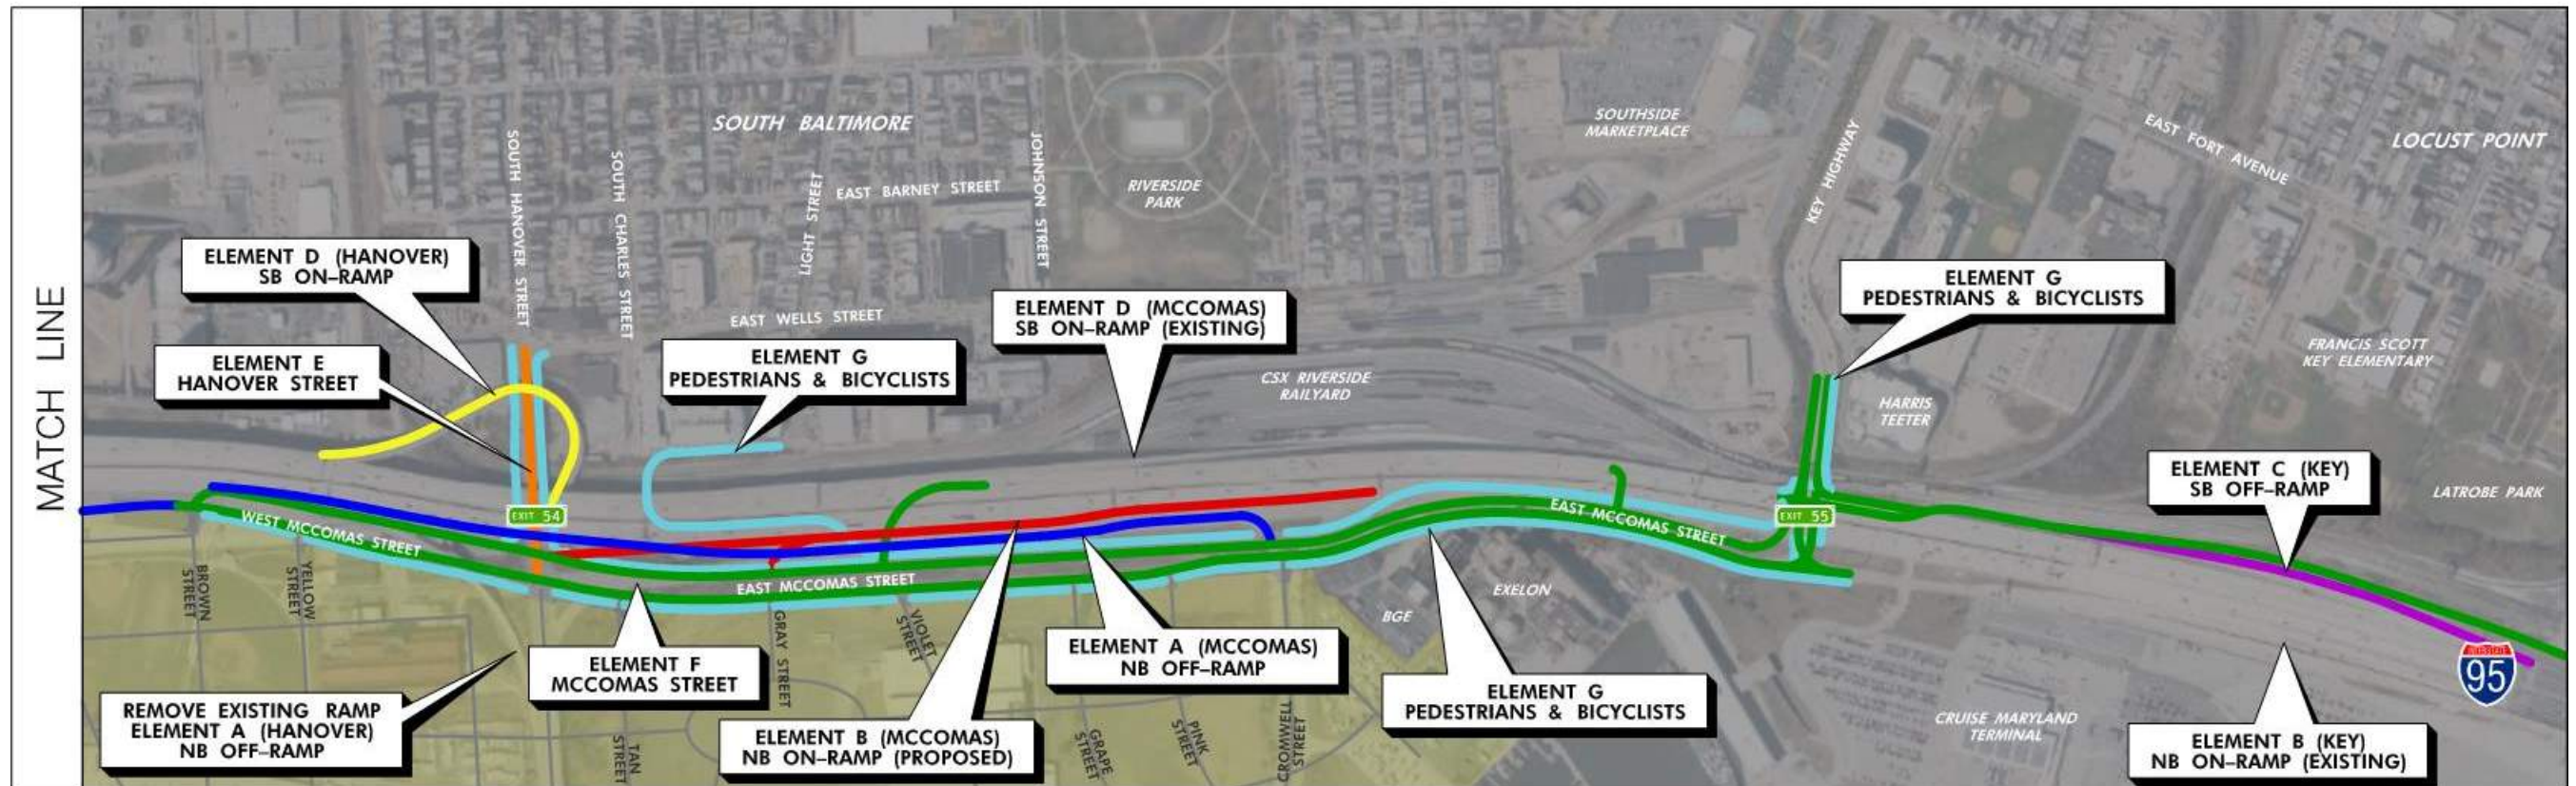 MATCH LINE
SOUTH BALTIMORE
SOUTHSIDE
MARKETPLACE
EAST FORT AVENUE
LOCUST POINT
SOUTH HANOVER STREET
SOUTH CHARLES STREET
LIGHT STREET
EAST BARNEY STREET
JOHNSON STREET
RIVERSIDE
PARK
KEY HIGHWAY
ELEMENT D (HANOVER)
SB ON-RAMP
EAST WELLS STREET
ELEMENT D (MCCOMAS)
SB ON-RAMP (EXISTING)
ELEMENT G
PEDESTRIANS & BICYCLISTS
ELEMENT E
HANOVER STREET
ELEMENT G
PEDESTRIANS & BICYCLISTS
CSX RIVERSIDE
RAILYARD
HARRIS
TEETER
FRANCIS SCOTT
KEY ELEMENTARY
ELEMENT C (KEY)
SB OFF-RAMP
LATROBE PARK
EXIT 54
EXIT 55
WEST MCCOMAS STREET
EAST MCCOMAS STREET
EAST MCCOMAS STREET
BROWN
STREET
YELLOW
STREET
GRAY STREET
VIOLET
STREET
BGE
EXELON
ELEMENT F
MCCOMAS STREET
ELEMENT A (MCCOMAS)
NB OFF-RAMP
ELEMENT G
PEDESTRIANS & BICYCLISTS
INTERSTATE
95
REMOVE EXISTING RAMP
ELEMENT A (HANOVER)
NB OFF-RAMP
TAN
STREET
ELEMENT B (MCCOMAS)
NB ON-RAMP (PROPOSED)
GRAPE
STREET
PINK
STREET
CROMWELL
STREET
CRUISE MARYLAND
TERMINAL
ELEMENT B (KEY)
NB ON-RAMP (EXISTING)